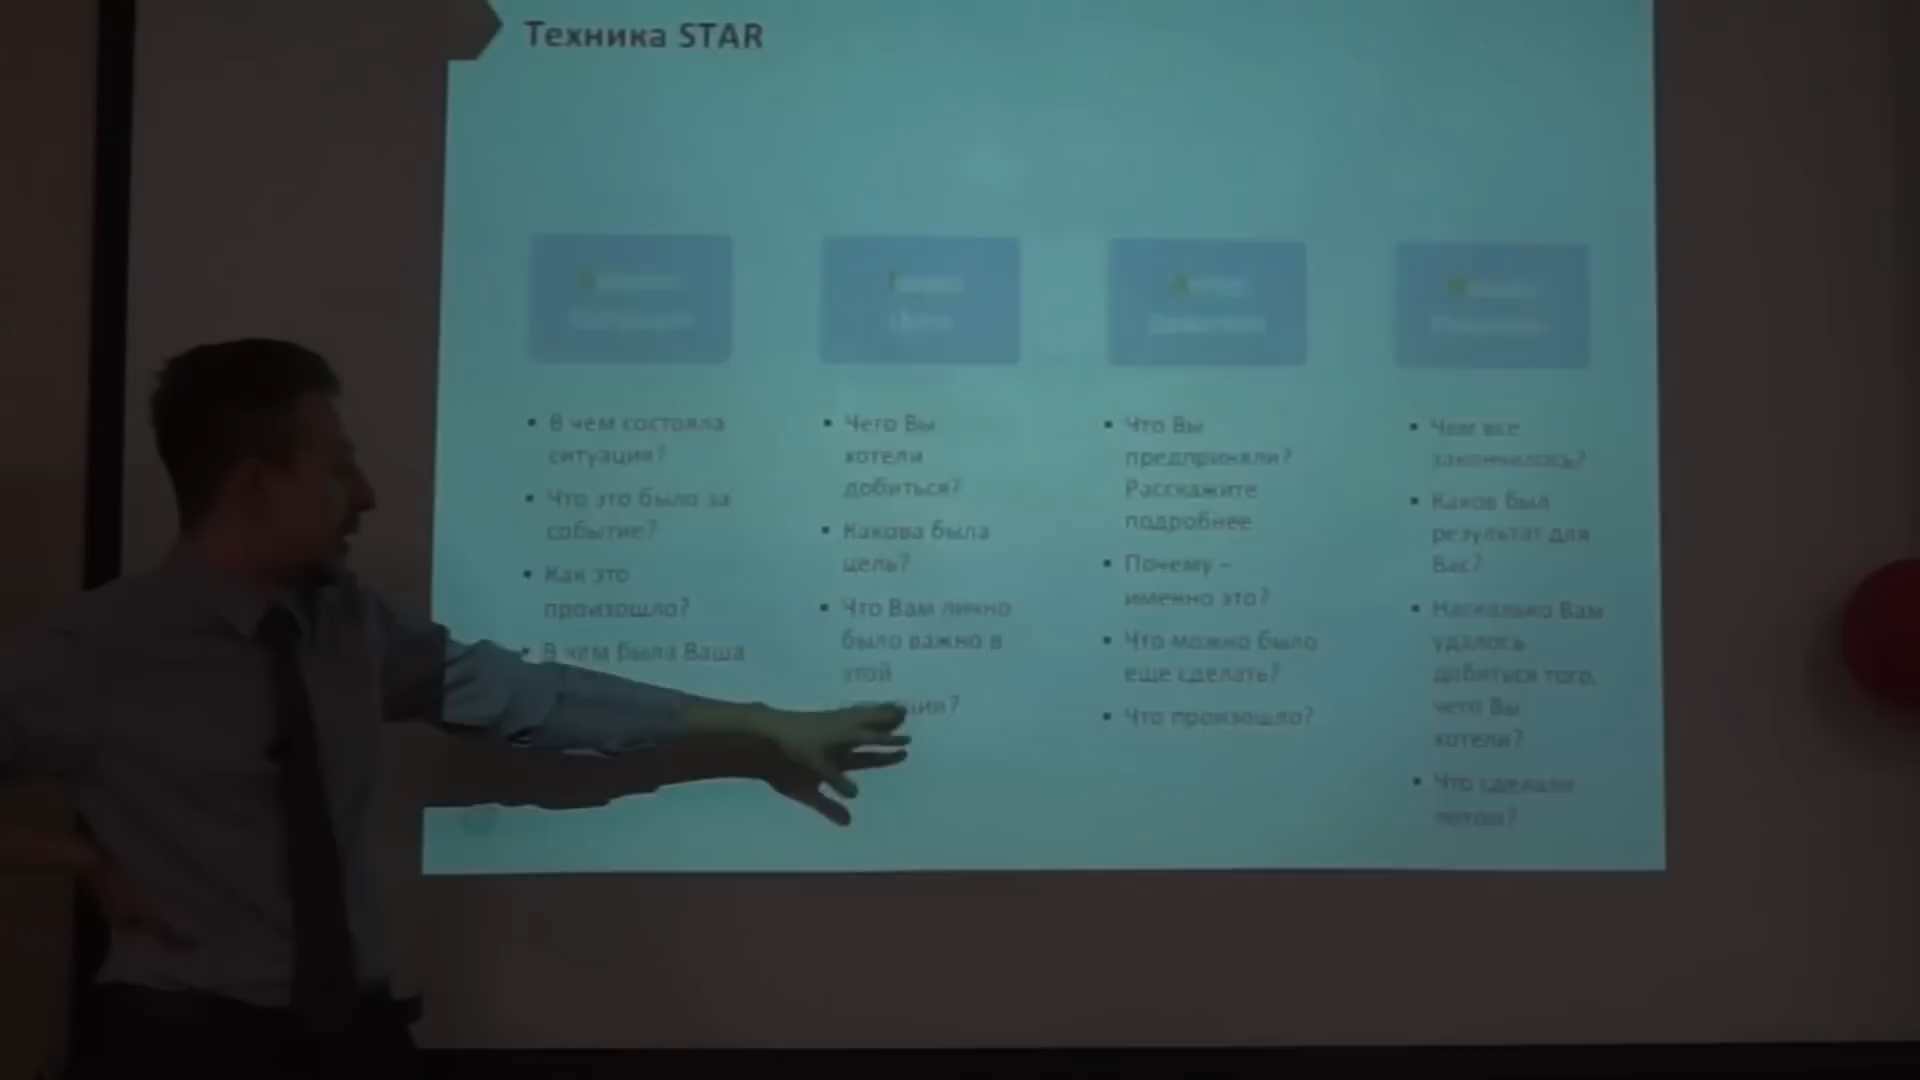 Техника STAR
Ситуация
Цель
Действия
• В чем состояла
ситуация?
• Что это было за
событие?
• Как это
произошло?
• В чем была Ваша
• Чего Вы
хотели
добиться?
• Какова была
цель?
• Что Вам лично
было важно в
этой
• Что Вы
предприняли?
Расскажите
подробнее
• Почему –
именно это?
• Что можно было
еще сделать?
• Что произошло?
• Чем все
закончилось?
• Каков был
результат для
Вас?
• Насколько Вам
удалось
добиться того,
чего Вы
хотели?
• Что сделали
потом?